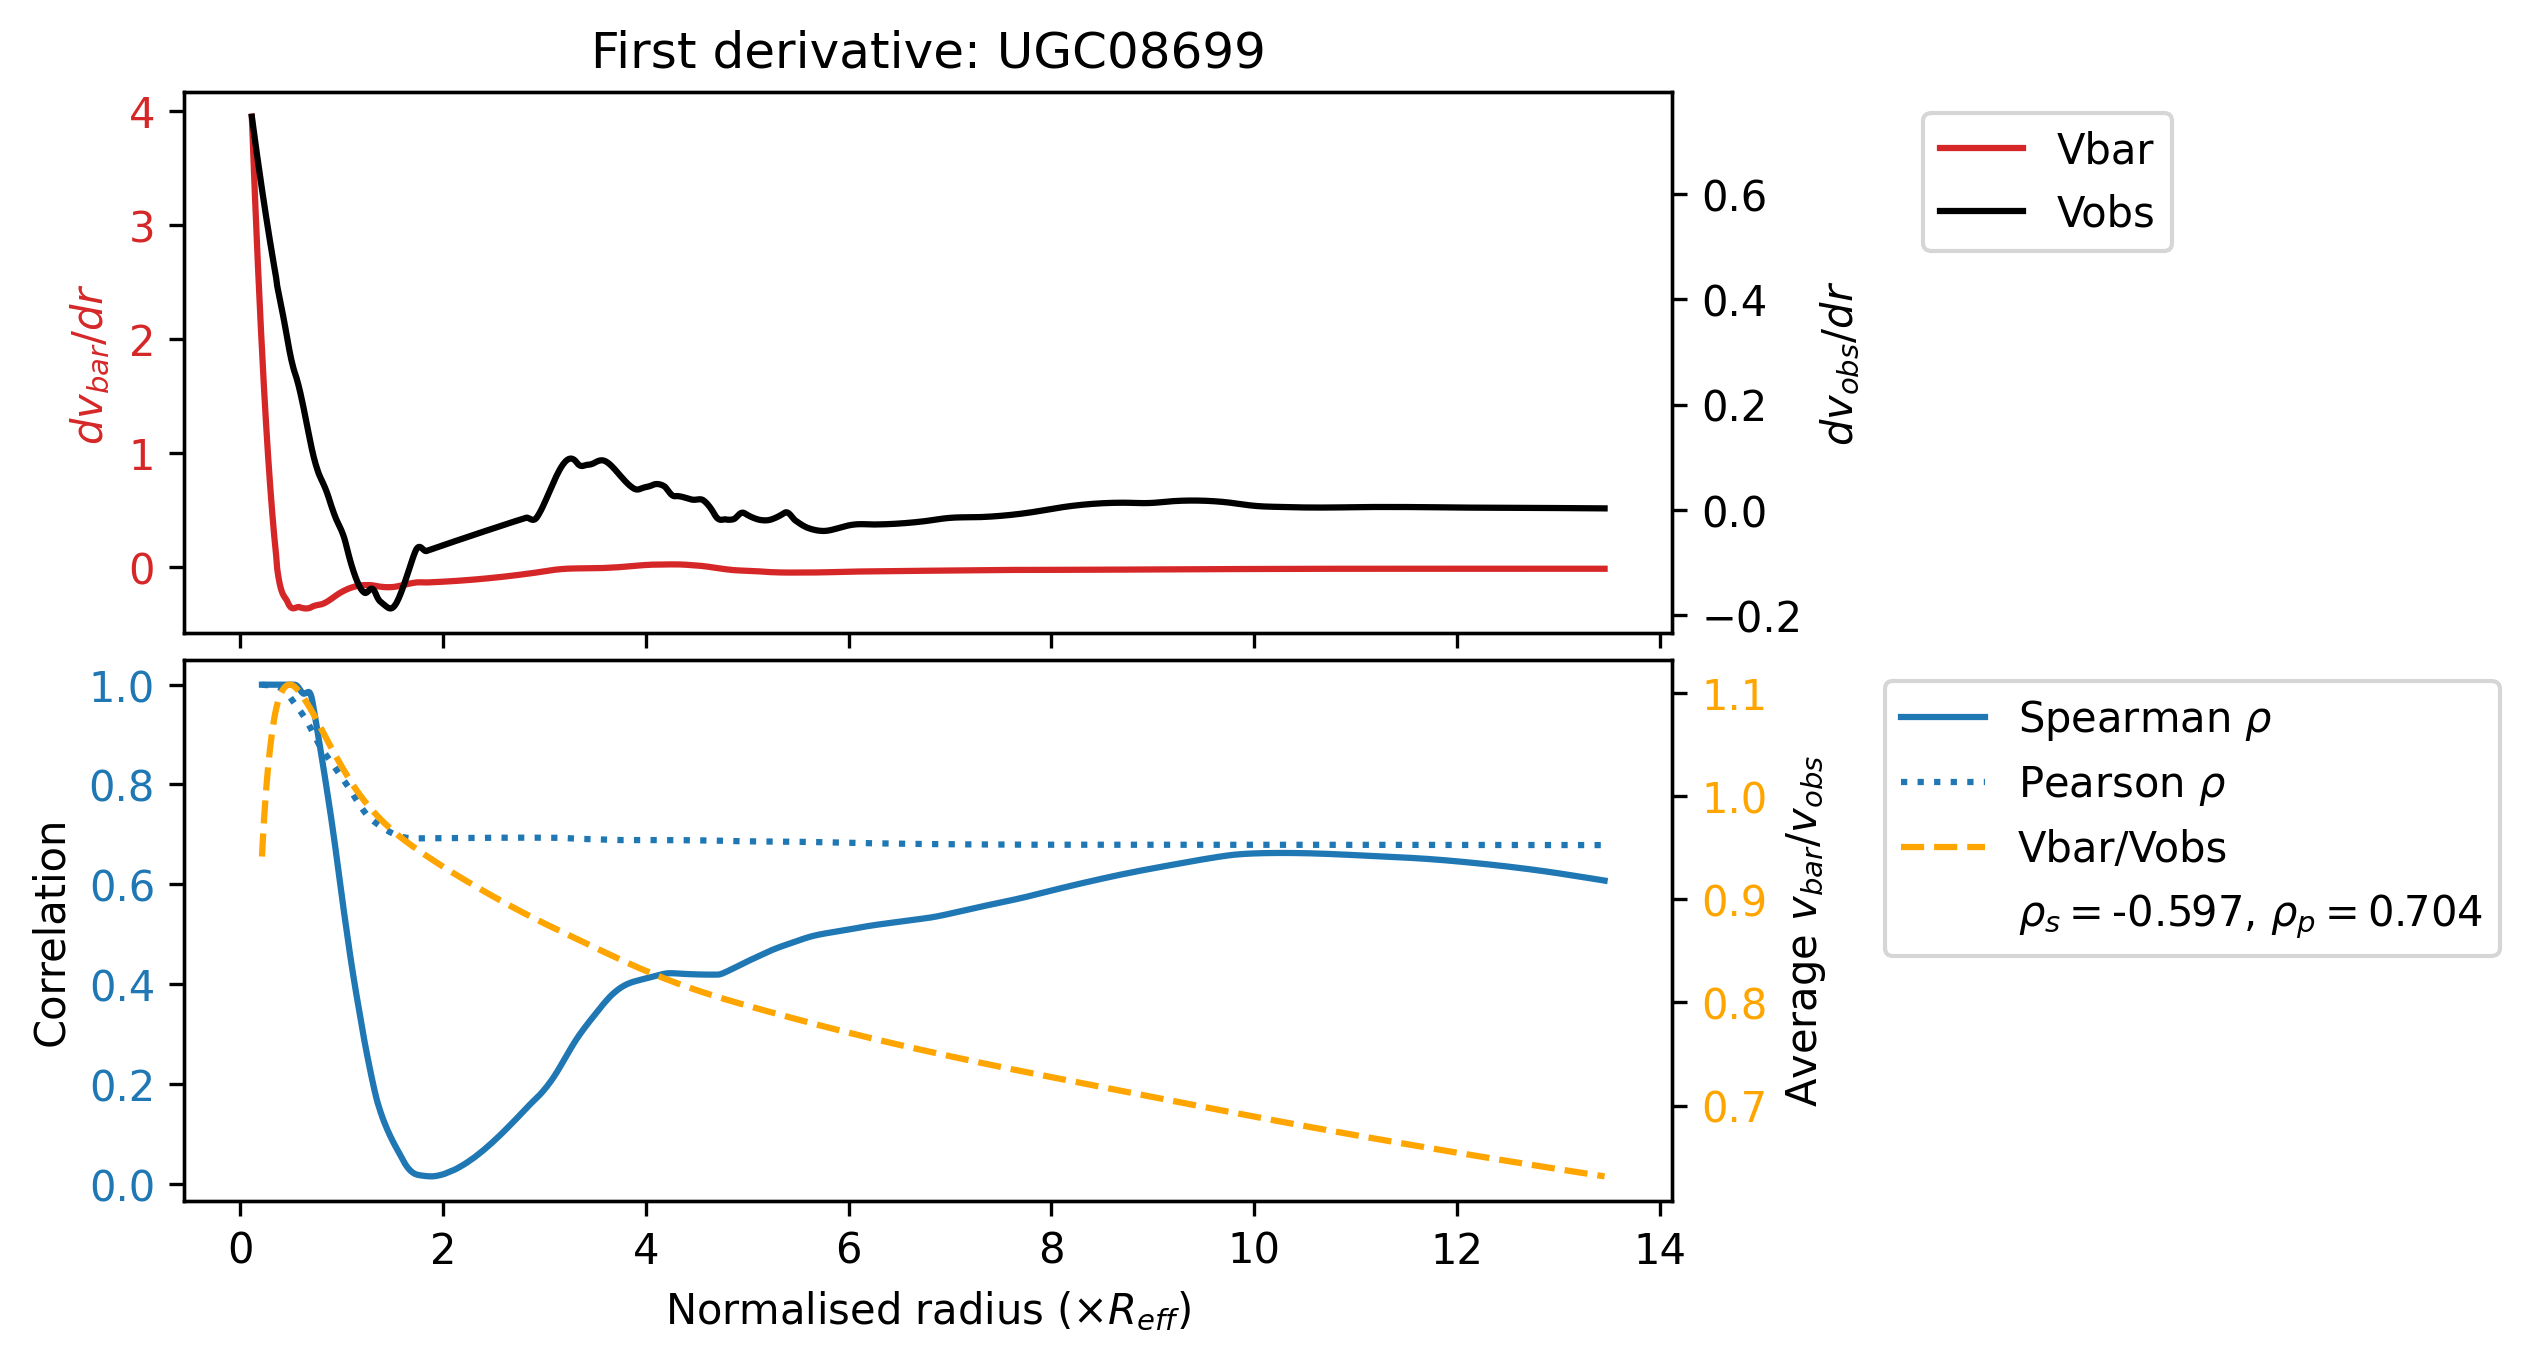 First derivative: UGC08699
4
3
2
1
0
dv_bar/dr
0.6
0.4
0.2
0.0
−0.2
dv_obs/dr
Vbar
Vobs
1.0
0.8
0.6
0.4
0.2
0.0
Correlation
1.1
1.0
0.9
0.8
0.7
Average v_bar/v_obs
Spearman ρ
Pearson ρ
Vbar/Vobs
ρ_s = -0.597, ρ_p = 0.704
0 2 4 6 8 10 12 14
Normalised radius (×R_eff)